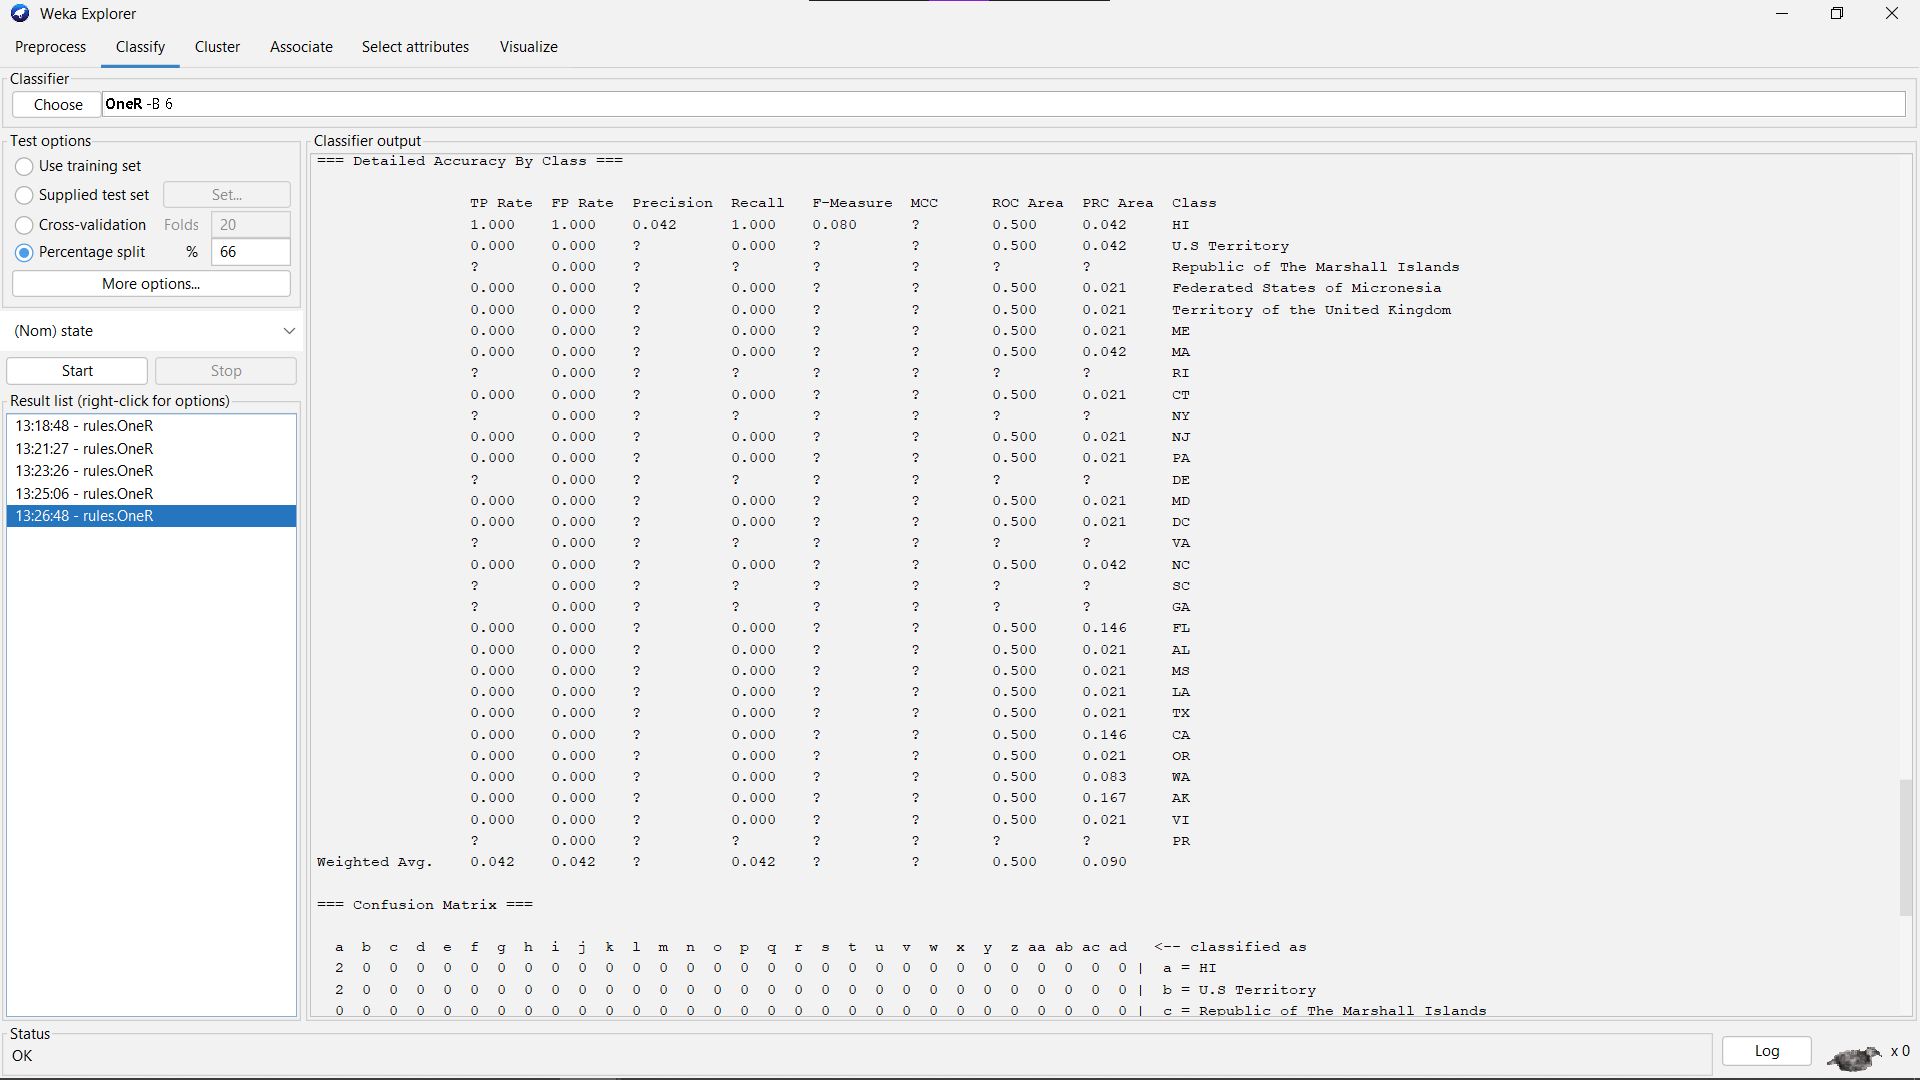 Weka Explorer
Preprocess Classify Cluster Associate Select attributes Visualize
Classifier
Choose OneR -B 6
Test options
Use training set
Supplied test set Set...
Cross-validation Folds 20
Percentage split % 66
More options...
(Nom) state
Start Stop
Result list (right-click for options)
13:18:48 - rules.OneR
13:21:27 - rules.OneR
13:23:26 - rules.OneR
13:25:06 - rules.OneR
13:26:48 - rules.OneR
Classifier output
=== Detailed Accuracy By Class ===
TP Rate FP Rate Precision Recall F-Measure MCC ROC Area PRC Area Class
1.000 1.000 0.042 1.000 0.080 ? 0.500 0.042 HI
0.000 0.000 ? 0.000 ? ? 0.500 0.042 U.S Territory
? 0.000 ? ? ? ? ? ? Republic of The Marshall Islands
0.000 0.000 ? 0.000 ? ? 0.500 0.021 Federated States of Micronesia
0.000 0.000 ? 0.000 ? ? 0.500 0.021 Territory of the United Kingdom
0.000 0.000 ? 0.000 ? ? 0.500 0.021 ME
0.000 0.000 ? 0.000 ? ? 0.500 0.042 MA
? 0.000 ? ? ? ? ? ? RI
0.000 0.000 ? 0.000 ? ? 0.500 0.021 CT
? 0.000 ? ? ? ? ? ? NY
0.000 0.000 ? 0.000 ? ? 0.500 0.021 NJ
0.000 0.000 ? 0.000 ? ? 0.500 0.021 PA
? 0.000 ? ? ? ? ? ? DE
0.000 0.000 ? 0.000 ? ? 0.500 0.021 MD
0.000 0.000 ? 0.000 ? ? 0.500 0.021 DC
? 0.000 ? ? ? ? ? ? VA
0.000 0.000 ? 0.000 ? ? 0.500 0.042 NC
? 0.000 ? ? ? ? ? ? SC
? 0.000 ? ? ? ? ? ? GA
0.000 0.000 ? 0.000 ? ? 0.500 0.146 FL
0.000 0.000 ? 0.000 ? ? 0.500 0.021 AL
0.000 0.000 ? 0.000 ? ? 0.500 0.021 MS
0.000 0.000 ? 0.000 ? ? 0.500 0.021 LA
0.000 0.000 ? 0.000 ? ? 0.500 0.021 TX
0.000 0.000 ? 0.000 ? ? 0.500 0.146 CA
0.000 0.000 ? 0.000 ? ? 0.500 0.021 OR
0.000 0.000 ? 0.000 ? ? 0.500 0.083 WA
0.000 0.000 ? 0.000 ? ? 0.500 0.167 AK
0.000 0.000 ? 0.000 ? ? 0.500 0.021 VI
? 0.000 ? ? ? ? ? ? PR
Weighted Avg. 0.042 0.042 ? 0.042 ? ? 0.500 0.090
=== Confusion Matrix ===
a b c d e f g h i j k l m n o p q r s t u v w x y z aa ab ac ad <-- classified as
2 0 0 0 0 0 0 0 0 0 0 0 0 0 0 0 0 0 0 0 0 0 0 0 0 0 0 0 0 0 | a = HI
2 0 0 0 0 0 0 0 0 0 0 0 0 0 0 0 0 0 0 0 0 0 0 0 0 0 0 0 0 0 | b = U.S Territory
0 0 0 0 0 0 0 0 0 0 0 0 0 0 0 0 0 0 0 0 0 0 0 0 0 0 0 0 0 0 | c = Republic of The Marshall Islands
Status
OK
Log x 0